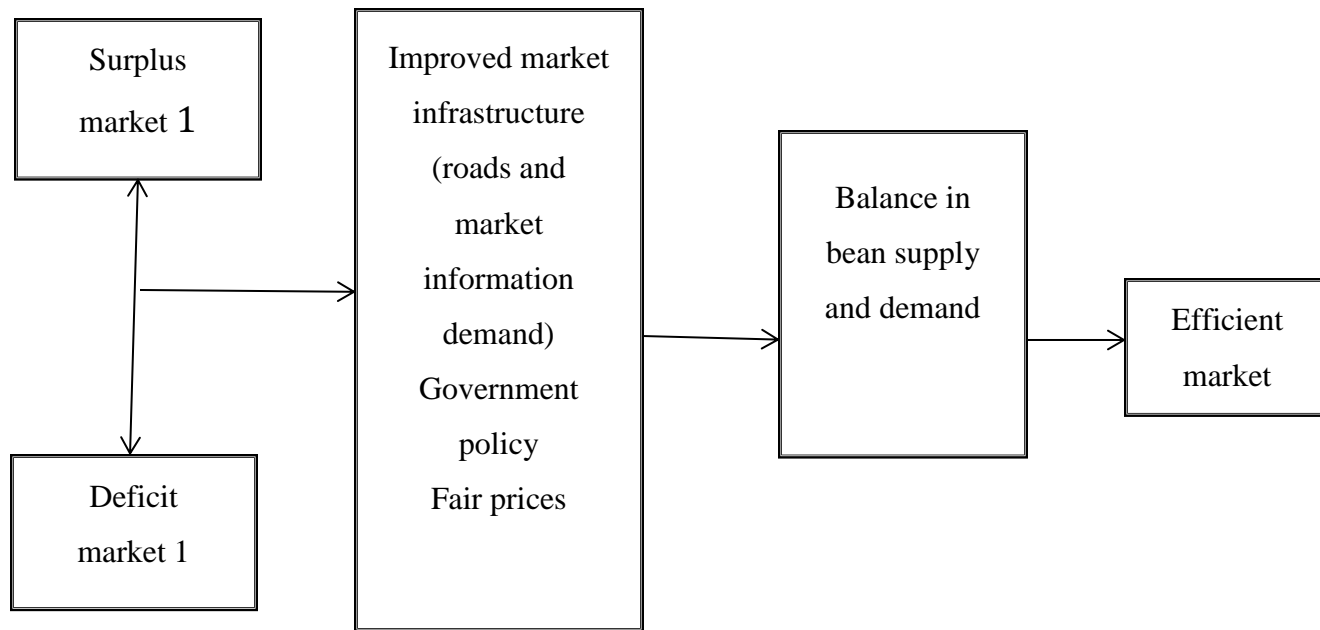 Surplus
market 1
Improved market
infrastructure
(roads and
market
information
demand)
Government
policy
Fair prices
Balance in
bean supply
and demand
Efficient
market
Deficit
market 1